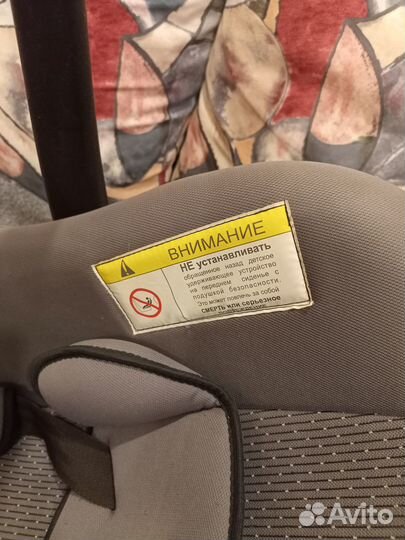 ВНИМАНИЕ
НЕ устанавливать
обращенное назад детское
удерживающее устройство
на переднем сиденье с
подушкой безопасности.
Это может повлечь за собой
СМЕРТЬ или серьезное
Avito